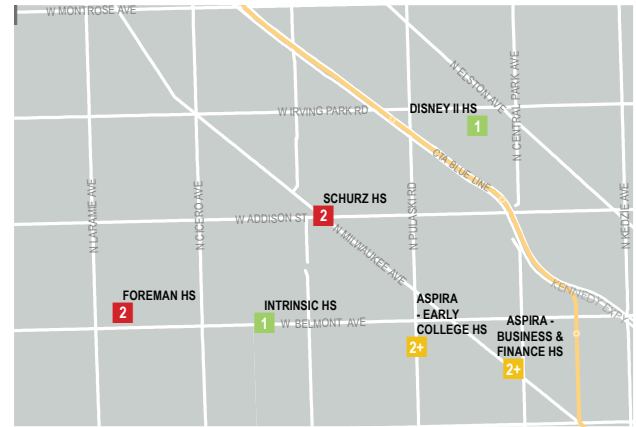 W MONTROSE AVE
N ELSTON AVE
N CENTRAL PARK AVE
DISNEY II HS
W IRVING PARK RD
1
CTA BLUE LINE
N LARAMIE AVE
N CICERO AVE
N PULASKI RD
N KEDZIE AVE
SCHURZ HS
2
W ADDISON ST
N MILWAUKEE AVE
KENNEDY EXPY
FOREMAN HS
2
INTRINSIC HS
1
W BELMONT AVE
ASPIRA
- EARLY
COLLEGE HS
2+
ASPIRA -
BUSINESS &
FINANCE HS
2+